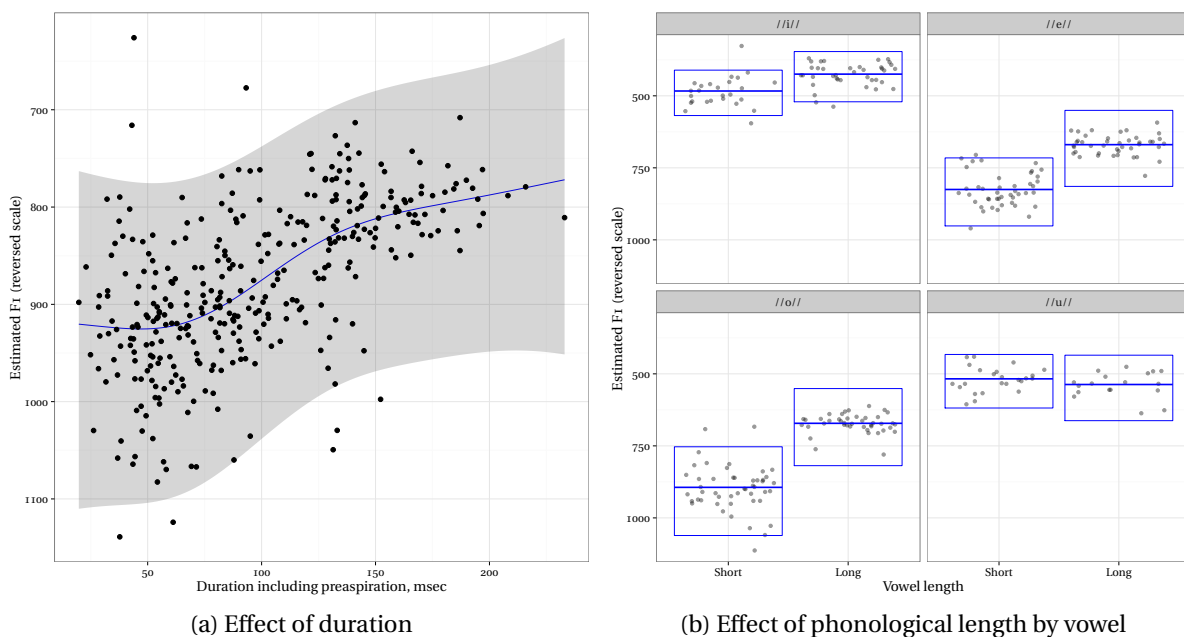 700
800
900
1000
1100
Estimated F1 (reversed scale)
50
100
150
200
Duration including preaspiration, msec
(a) Effect of duration
//i//
//e//
500
750
1000
//o//
//u//
500
750
1000
Estimated F1 (reversed scale)
Short
Long
Short
Long
Vowel length
(b) Effect of phonological length by vowel